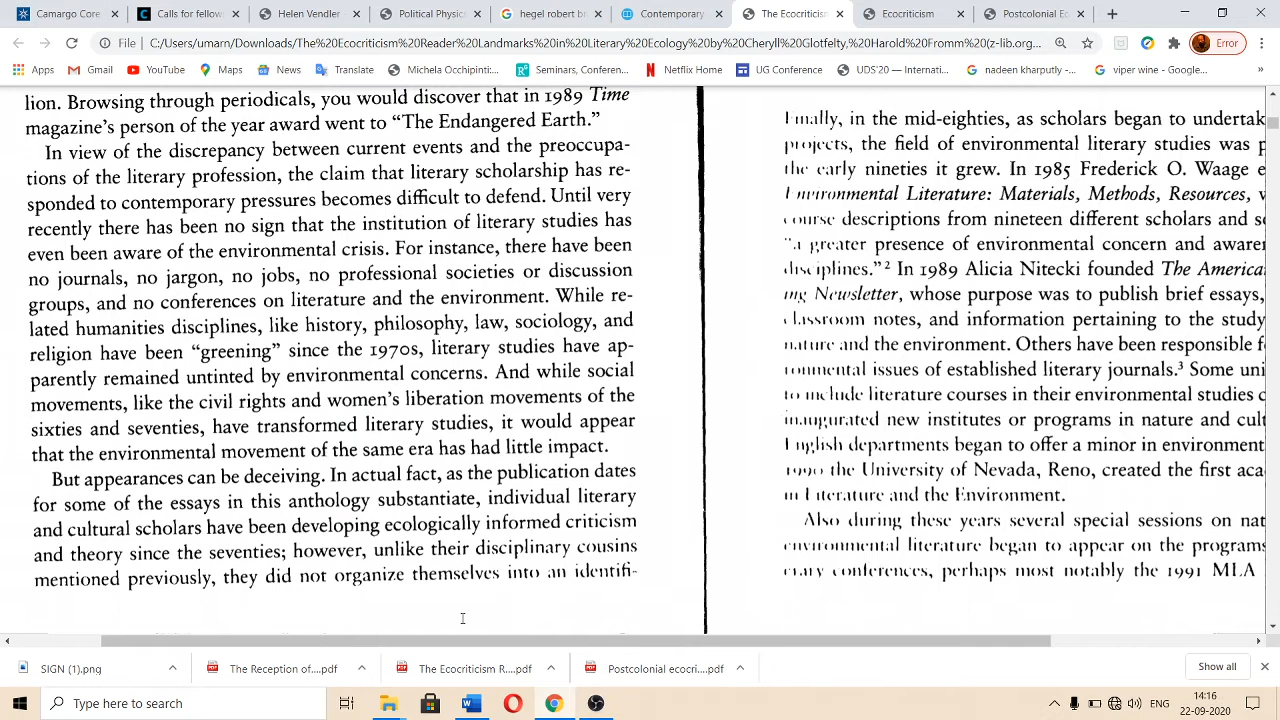 Camargo Core
Calls for fellow
Helen Vendler
Political Physic
hegel robert br
Contemporary
The Ecocriticism
Ecocriticism
Postcolonial Ec
File
C:/Users/umarn/Downloads/The%20Ecocriticism%20Reader%20Landmarks%20in%20Literary%20Ecology%20by%20Cheryll%20Glotfelty,%20Harold%20Fromm%20(z-lib.org...
Error
Apps
Gmail
YouTube
Maps
News
Translate
Michela Occhipinti...
Seminars, Conferen...
Netflix Home
UG Conference
UDS'20 — Internati...
nadeen kharputly -...
viper wine - Google...
»
lion. Browsing through periodicals, you would discover that in 1989 Time
magazine's person of the year award went to “The Endangered Earth.”
In view of the discrepancy between current events and the preoccupa-
tions of the literary profession, the claim that literary scholarship has re-
sponded to contemporary pressures becomes difficult to defend. Until very
recently there has been no sign that the institution of literary studies has
even been aware of the environmental crisis. For instance, there have been
no journals, no jargon, no jobs, no professional societies or discussion
groups, and no conferences on literature and the environment. While re-
lated humanities disciplines, like history, philosophy, law, sociology, and
religion have been “greening” since the 1970s, literary studies have ap-
parently remained untinted by environmental concerns. And while social
movements, like the civil rights and women's liberation movements of the
sixties and seventies, have transformed literary studies, it would appear
that the environmental movement of the same era has had little impact.
But appearances can be deceiving. In actual fact, as the publication dates
for some of the essays in this anthology substantiate, individual literary
and cultural scholars have been developing ecologically informed criticism
and theory since the seventies; however, unlike their disciplinary cousins
mentioned previously, they did not organize themselves into an identifi-
Finally, in the mid-eighties, as scholars began to undertak
projects, the field of environmental literary studies was p
the early nineties it grew. In 1985 Frederick O. Waage e
Environmental Literature: Materials, Methods, Resources, w
course descriptions from nineteen different scholars and s
“a greater presence of environmental concern and aware
disciplines.”² In 1989 Alicia Nitecki founded The America
ing Newsletter, whose purpose was to publish brief essays,
classroom notes, and information pertaining to the study
nature and the environment. Others have been responsible f
ronmental issues of established literary journals.³ Some uni
to include literature courses in their environmental studies c
inaugurated new institutes or programs in nature and cult
English departments began to offer a minor in environment
1990 the University of Nevada, Reno, created the first aca
in Literature and the Environment.
Also during these years several special sessions on nat
environmental literature began to appear on the programs
erary conferences, perhaps most notably the 1991 MLA
SIGN (1).png
The Reception of....pdf
The Ecocriticism R....pdf
Postcolonial ecocri....pdf
Show all
Type here to search
ENG
14:16
22-09-2020